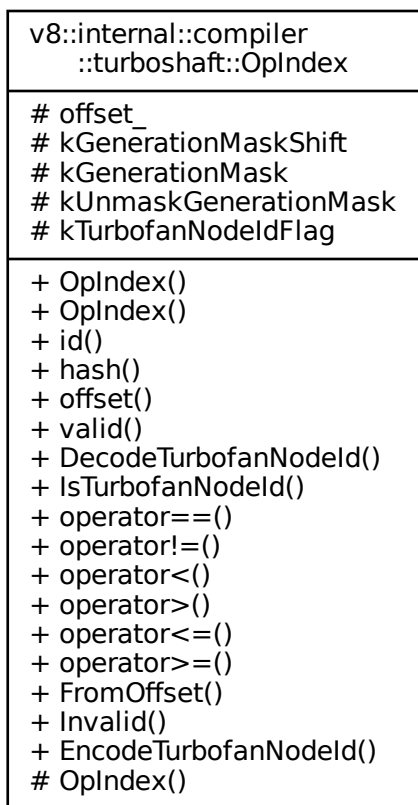 v8::internal::compiler
::turboshaft::OpIndex
# offset_
# kGenerationMaskShift
# kGenerationMask
# kUnmaskGenerationMask
# kTurbofanNodeIdFlag
+ OpIndex()
+ OpIndex()
+ id()
+ hash()
+ offset()
+ valid()
+ DecodeTurbofanNodeId()
+ IsTurbofanNodeId()
+ operator==()
+ operator!=()
+ operator<()
+ operator>()
+ operator<=()
+ operator>=()
+ FromOffset()
+ Invalid()
+ EncodeTurbofanNodeId()
# OpIndex()